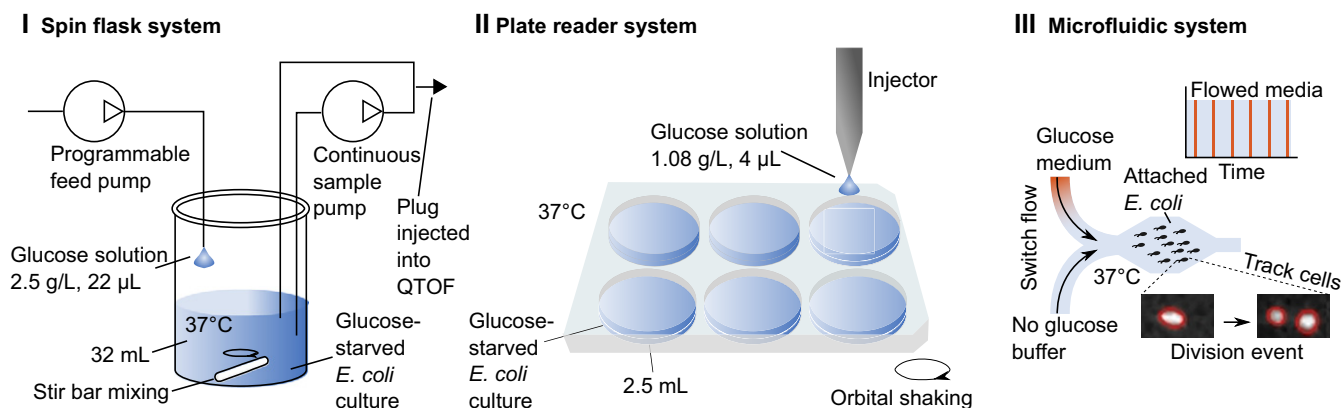 I Spin flask system
Programmable
feed pump
Continuous
sample
pump
Plug
injected
into
QTOF
Glucose solution
2.5 g/L, 22 µL
37°C
32 mL
Stir bar mixing
Glucose-
starved
E. coli
culture
II Plate reader system
Injector
Glucose solution
1.08 g/L, 4 µL
37°C
Glucose-
starved
E. coli
culture
2.5 mL
Orbital shaking
III Microfluidic system
Flowed media
Time
Glucose
medium
Attached
E. coli
Switch flow
37°C
Track cells
No glucose
buffer
Division event